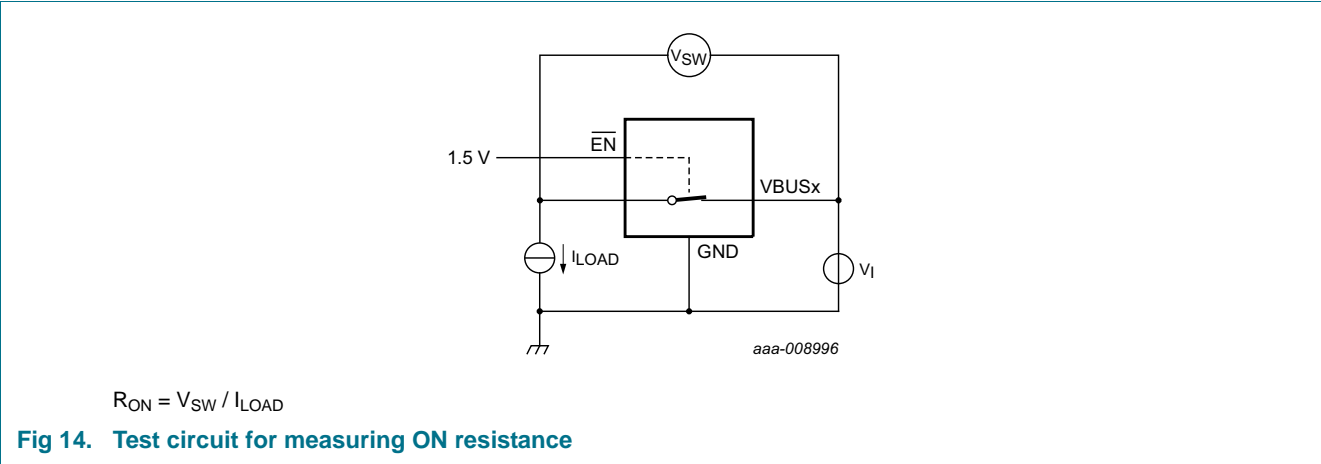 VSW
1.5 V
EN
VBUSx
ILOAD
GND
VI
aaa-008996
RON = VSW / ILOAD
Fig 14. Test circuit for measuring ON resistance